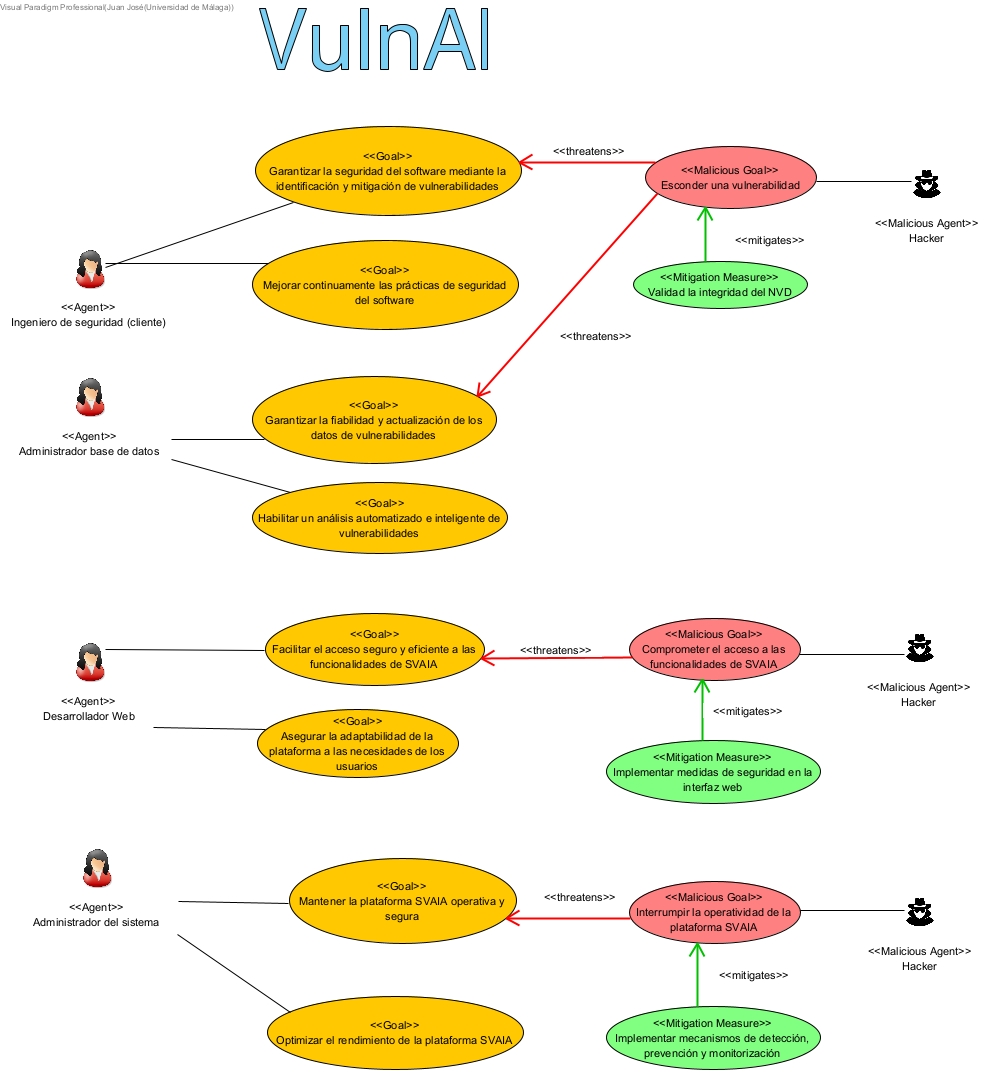 Visual Paradigm Professional(Juan José(Universidad de Málaga))
VulnAI
<<Goal>>
Garantizar la seguridad del software mediante la
identificación y mitigación de vulnerabilidades
<<threatens>>
<<Malicious Goal>>
Esconder una vulnerabilidad
<<Malicious Agent>>
Hacker
<<mitigates>>
<<Agent>>
Ingeniero de seguridad (cliente)
<<Goal>>
Mejorar continuamente las prácticas de seguridad
del software
<<Mitigation Measure>>
Validad la integridad del NVD
<<threatens>>
<<Agent>>
Administrador base de datos
<<Goal>>
Garantizar la fiabilidad y actualización de los
datos de vulnerabilidades
<<Goal>>
Habilitar un análisis automatizado e inteligente de
vulnerabilidades
<<Goal>>
Facilitar el acceso seguro y eficiente a las
funcionalidades de SVAIA
<<threatens>>
<<Malicious Goal>>
Comprometer el acceso a las
funcionalidades de SVAIA
<<Malicious Agent>>
Hacker
<<Agent>>
Desarrollador Web
<<mitigates>>
<<Goal>>
Asegurar la adaptabilidad de la
plataforma a las necesidades de los
usuarios
<<Mitigation Measure>>
Implementar medidas de seguridad en la
interfaz web
<<Agent>>
Administrador del sistema
<<Goal>>
Mantener la plataforma SVAIA operativa y
segura
<<threatens>>
<<Malicious Goal>>
Interrumpir la operatividad de la
plataforma SVAIA
<<Malicious Agent>>
Hacker
<<mitigates>>
<<Goal>>
Optimizar el rendimiento de la plataforma SVAIA
<<Mitigation Measure>>
Implementar mecanismos de detección,
prevención y monitorización